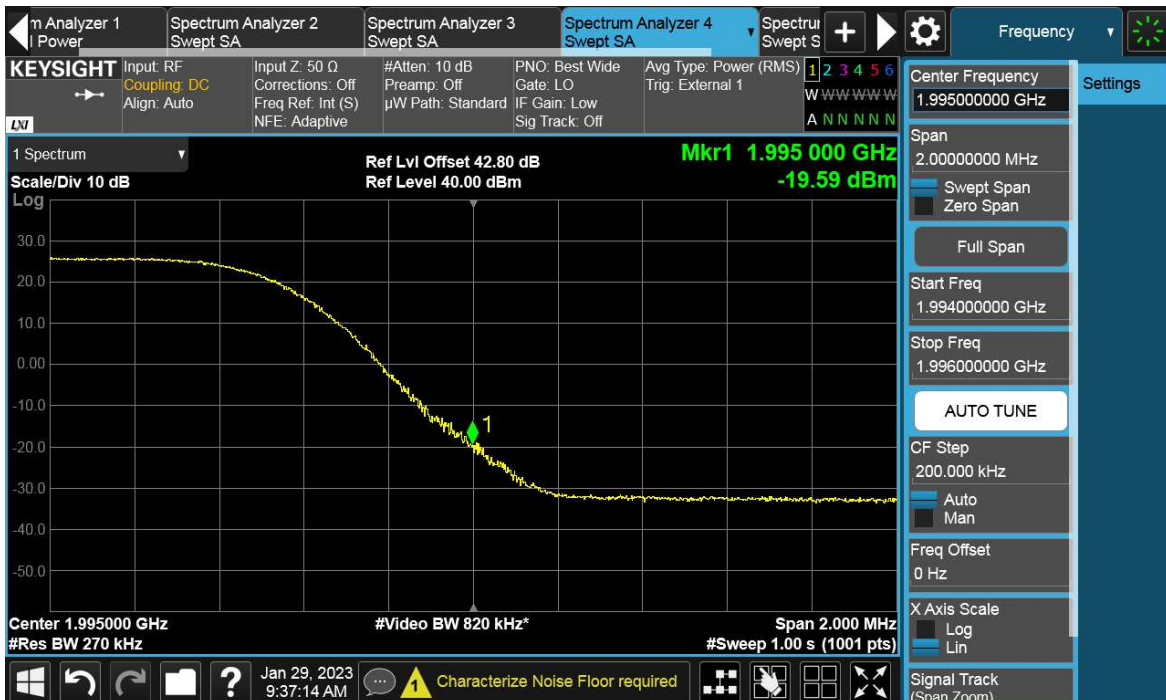 m Analyzer 1
l Power
Spectrum Analyzer 2
Swept SA
Spectrum Analyzer 3
Swept SA
Spectrum Analyzer 4
Swept SA
Spectrum
Swept S
+
Frequency
KEYSIGHT
LXI
Input: RF
Coupling: DC
Align: Auto
Input Z: 50 Ω
Corrections: Off
Freq Ref: Int (S)
NFE: Adaptive
#Atten: 10 dB
Preamp: Off
µW Path: Standard
PNO: Best Wide
Gate: LO
IF Gain: Low
Sig Track: Off
Avg Type: Power (RMS)
Trig: External 1
1 2 3 4 5 6
W W W W W W
A N N N N N
1 Spectrum
Scale/Div 10 dB
Log
Ref Lvl Offset 42.80 dB
Ref Level 40.00 dBm
Mkr1 1.995 000 GHz
-19.59 dBm
30.0
20.0
10.0
0.00
-10.0
1
-20.0
-30.0
-40.0
-50.0
Center 1.995000 GHz
#Video BW 820 kHz*
Span 2.000 MHz
#Res BW 270 kHz
#Sweep 1.00 s (1001 pts)
?
Jan 29, 2023
9:37:14 AM
1
Characterize Noise Floor required
Center Frequency
1.995000000 GHz
Settings
Span
2.00000000 MHz
Swept Span
Zero Span
Full Span
Start Freq
1.994000000 GHz
Stop Freq
1.996000000 GHz
AUTO TUNE
CF Step
200.000 kHz
Auto
Man
Freq Offset
0 Hz
X Axis Scale
Log
Lin
Signal Track
(Span Zoom)